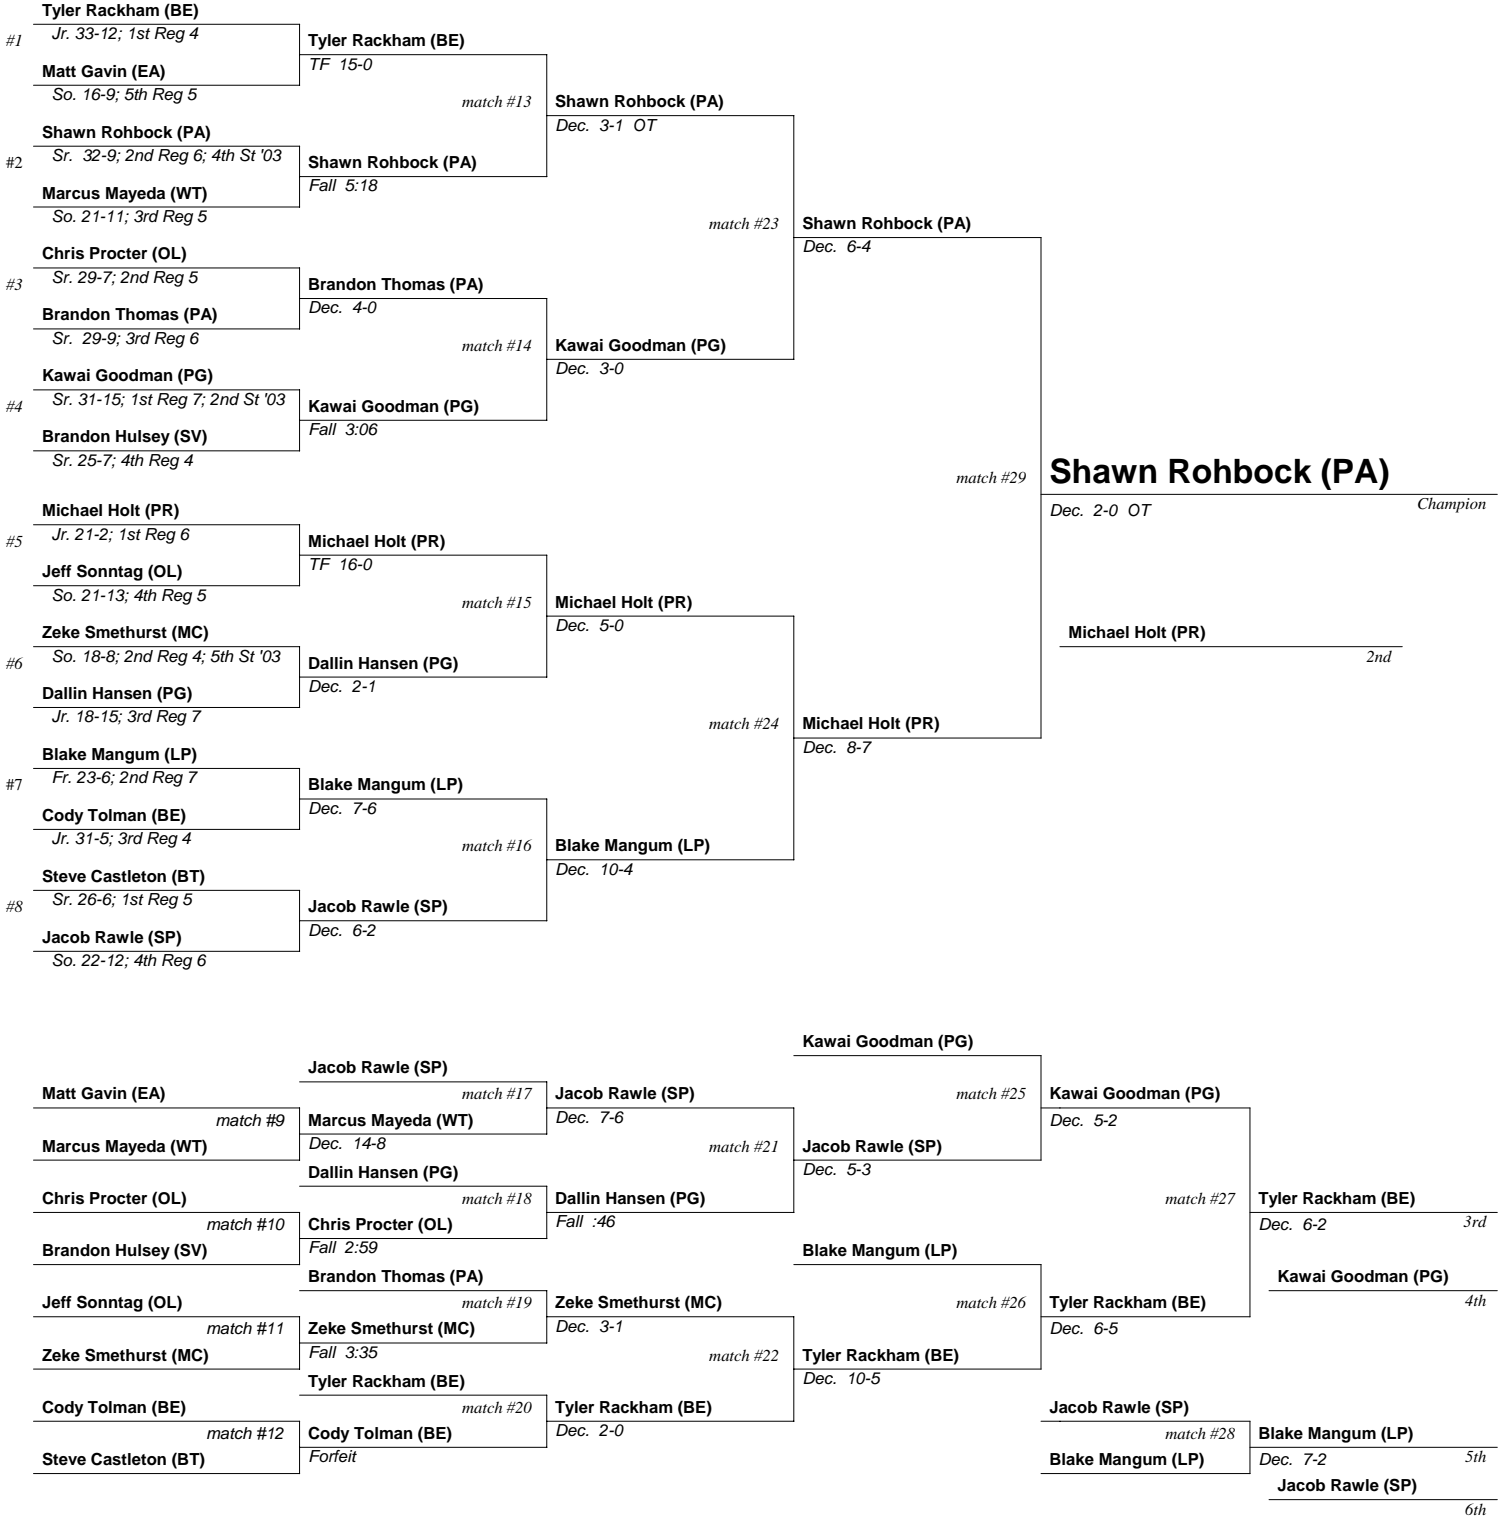 Tyler Rackham (BE)
#1
Jr. 33-12; 1st Reg 4
Tyler Rackham (BE)
TF 15-0
Matt Gavin (EA)
So. 16-9; 5th Reg 5
match #13
Shawn Rohbock (PA)
Dec. 3-1 OT
Shawn Rohbock (PA)
#2
Sr. 32-9; 2nd Reg 6; 4th St '03
Shawn Rohbock (PA)
Fall 5:18
Marcus Mayeda (WT)
So. 21-11; 3rd Reg 5
match #23
Shawn Rohbock (PA)
Dec. 6-4
Chris Procter (OL)
#3
Sr. 29-7; 2nd Reg 5
Brandon Thomas (PA)
Dec. 4-0
Brandon Thomas (PA)
Sr. 29-9; 3rd Reg 6
match #14
Kawai Goodman (PG)
Dec. 3-0
Kawai Goodman (PG)
#4
Sr. 31-15; 1st Reg 7; 2nd St '03
Kawai Goodman (PG)
Fall 3:06
Brandon Hulsey (SV)
Sr. 25-7; 4th Reg 4
match #29
Shawn Rohbock (PA)
Dec. 2-0 OT
Champion
Michael Holt (PR)
#5
Jr. 21-2; 1st Reg 6
Michael Holt (PR)
TF 16-0
Jeff Sonntag (OL)
So. 21-13; 4th Reg 5
match #15
Michael Holt (PR)
Dec. 5-0
Michael Holt (PR)
2nd
Zeke Smethurst (MC)
#6
So. 18-8; 2nd Reg 4; 5th St '03
Dallin Hansen (PG)
Dec. 2-1
Dallin Hansen (PG)
Jr. 18-15; 3rd Reg 7
match #24
Michael Holt (PR)
Dec. 8-7
Blake Mangum (LP)
#7
Fr. 23-6; 2nd Reg 7
Blake Mangum (LP)
Dec. 7-6
Cody Tolman (BE)
Jr. 31-5; 3rd Reg 4
match #16
Blake Mangum (LP)
Dec. 10-4
Steve Castleton (BT)
#8
Sr. 26-6; 1st Reg 5
Jacob Rawle (SP)
Dec. 6-2
Jacob Rawle (SP)
So. 22-12; 4th Reg 6
Kawai Goodman (PG)
Jacob Rawle (SP)
Matt Gavin (EA)
match #17
Jacob Rawle (SP)
Dec. 7-6
match #25
Kawai Goodman (PG)
Dec. 5-2
match #9
Marcus Mayeda (WT)
Dec. 14-8
Marcus Mayeda (WT)
match #21
Jacob Rawle (SP)
Dec. 5-3
Dallin Hansen (PG)
Chris Procter (OL)
match #18
Dallin Hansen (PG)
Fall :46
match #27
Tyler Rackham (BE)
Dec. 6-2
3rd
match #10
Chris Procter (OL)
Fall 2:59
Brandon Hulsey (SV)
Blake Mangum (LP)
Brandon Thomas (PA)
Kawai Goodman (PG)
4th
Jeff Sonntag (OL)
match #19
Zeke Smethurst (MC)
Dec. 3-1
match #26
Tyler Rackham (BE)
Dec. 6-5
match #11
Zeke Smethurst (MC)
Fall 3:35
Zeke Smethurst (MC)
match #22
Tyler Rackham (BE)
Dec. 10-5
Tyler Rackham (BE)
Cody Tolman (BE)
match #20
Tyler Rackham (BE)
Dec. 2-0
Jacob Rawle (SP)
match #12
Cody Tolman (BE)
Forfeit
match #28
Blake Mangum (LP)
Dec. 7-2
5th
Steve Castleton (BT)
Blake Mangum (LP)
Jacob Rawle (SP)
6th